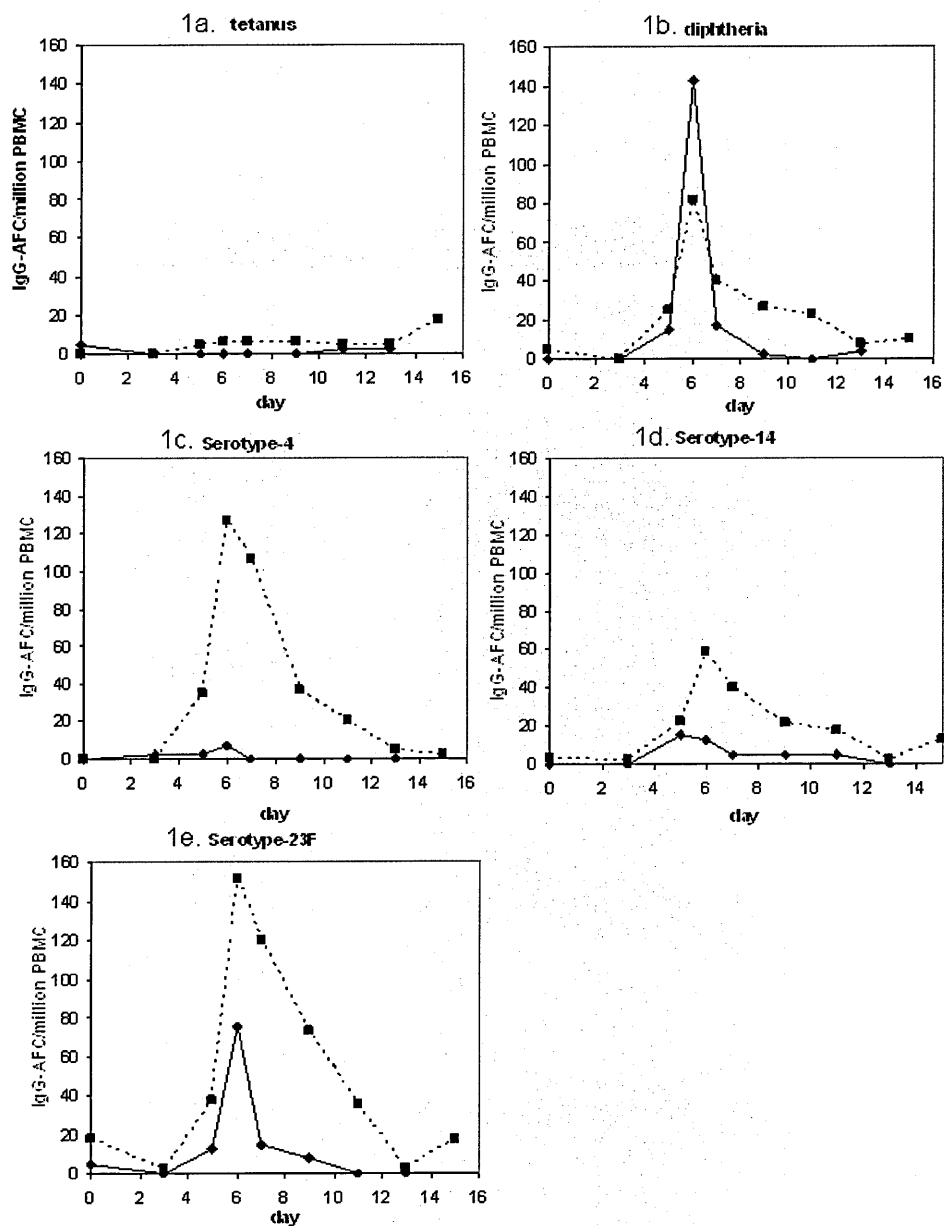 1a. tetanus
160
140
120
100
80
60
40
20
0
IgG-AFC/million PBMC
0 2 4 6 8 10 12 14 16
day
1b. diphtheria
160
140
120
100
80
60
40
20
0
IgG-AFC/million PBMC
0 2 4 6 8 10 12 14 16
day
1c. Serotype-4
160
140
120
100
80
60
40
20
0
IgG-AFC/million PBMC
0 2 4 6 8 10 12 14 16
day
1d. Serotype-14
160
140
120
100
80
60
40
20
0
IgG-AFC/million PBMC
0 2 4 6 8 10 12 14
day
1e. Serotype-23F
160
140
120
100
80
60
40
20
0
IgG-AFC/million PBMC
0 2 4 6 8 10 12 14 16
day